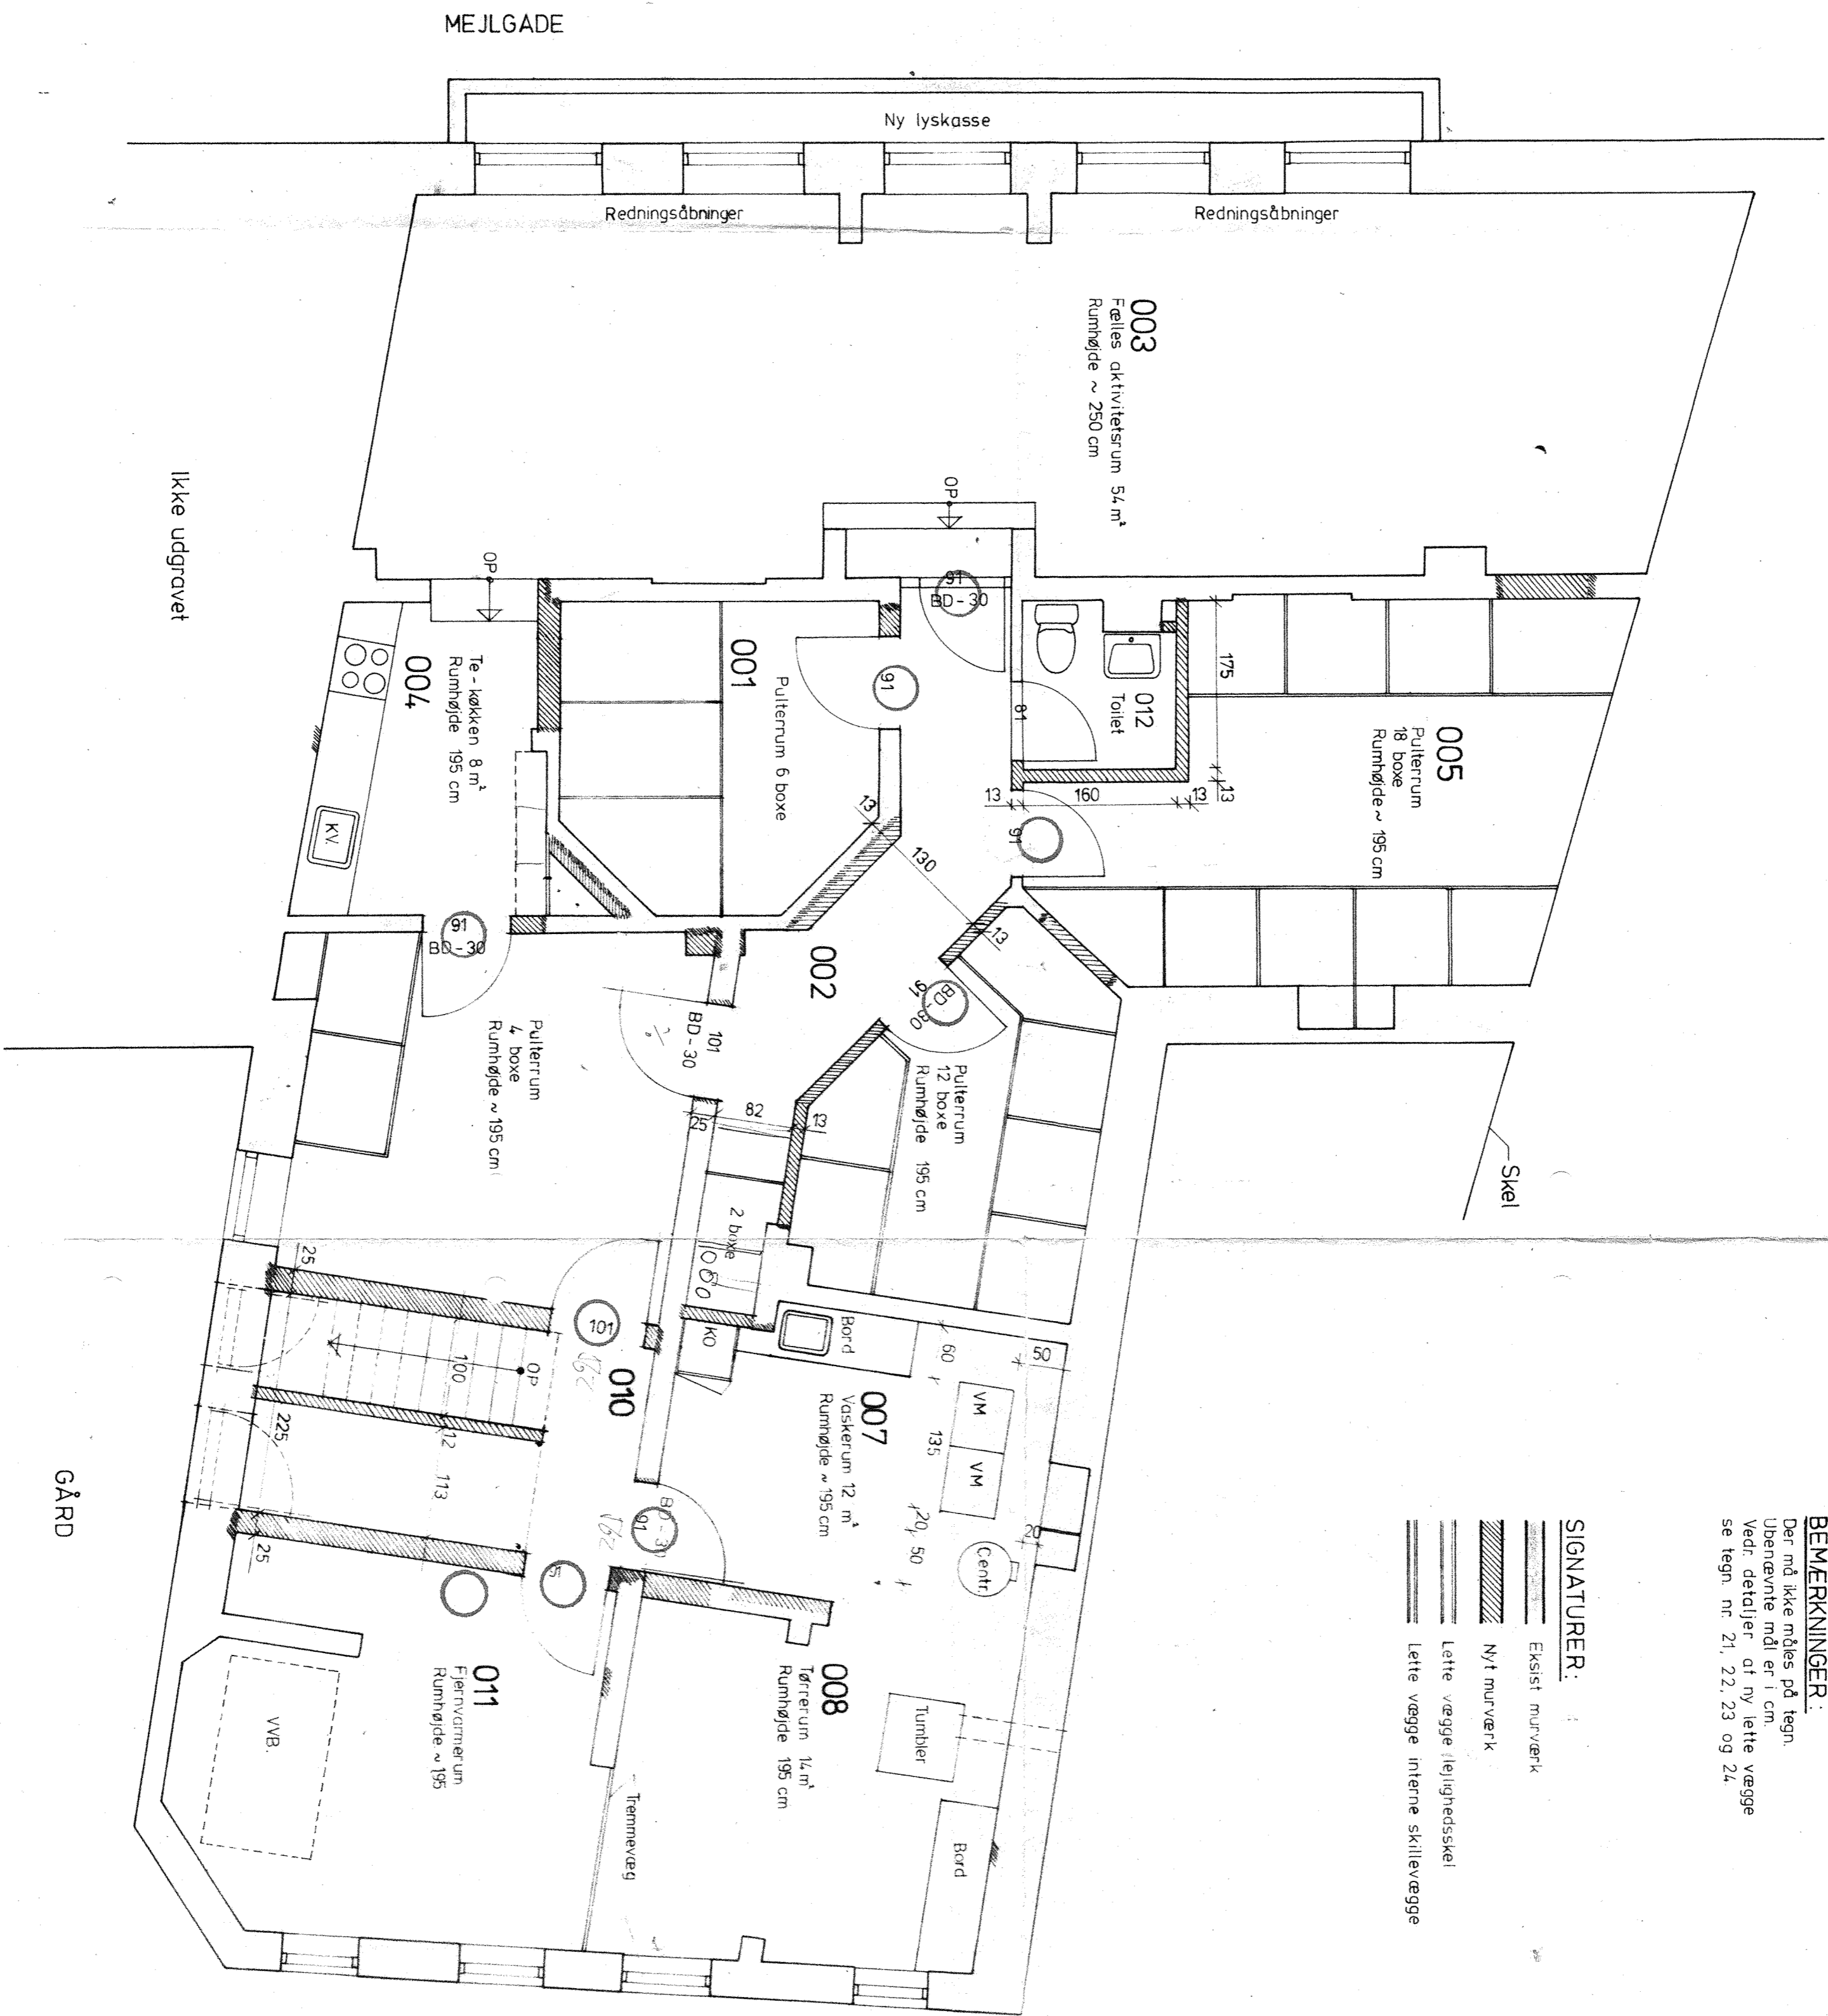 MEJLGADE
Ny lyskasse
Redningsåbninger
Redningsåbninger
003
Fælles aktivitetsrum 54 m²
Rumhøjde ~ 250 cm
OP
OP
Ikke udgravet
91
BD-30
001
Pulterrum 6 boxe
91
012
Toilet
81
175
13
13
160
13
91
005
Pulterrum
18 boxe
Rumhøjde ~ 195 cm
004
Te-køkken 8 m²
Rumhøjde 195 cm
KV.
13
130
13
002
91
BD-30
BD-30
91
101
BD-30
Pulterrum
4 boxe
Rumhøjde ~ 195 cm
Pulterrum
12 boxe
Rumhøjde 195 cm
82
25
13
2 boxe
Skel
25
101
010
KO
Bord
60
50
OP
100
12
113
225
25
007
Vaskerum 12 m²
Rumhøjde ~ 195 cm
VM
VM
135
20
50
20
Centr.
BD-30
91
GÅRD
011
Fjernvarmerum
Rumhøjde ~ 195
VVB.
008
Tørrerum 14 m²
Rumhøjde 195 cm
Tumbler
Bord
Tremmevæg
SIGNATURER:
Eksist murværk
Nyt murværk
Lette vægge lejlighedsskel
Lette vægge interne skillevægge
BEMÆRKNINGER:
Der må ikke måles på tegn.
Ubenævnte mål er i cm.
Vedr. detaljer af ny lette vægge
se tegn. nr. 21, 22, 23 og 24